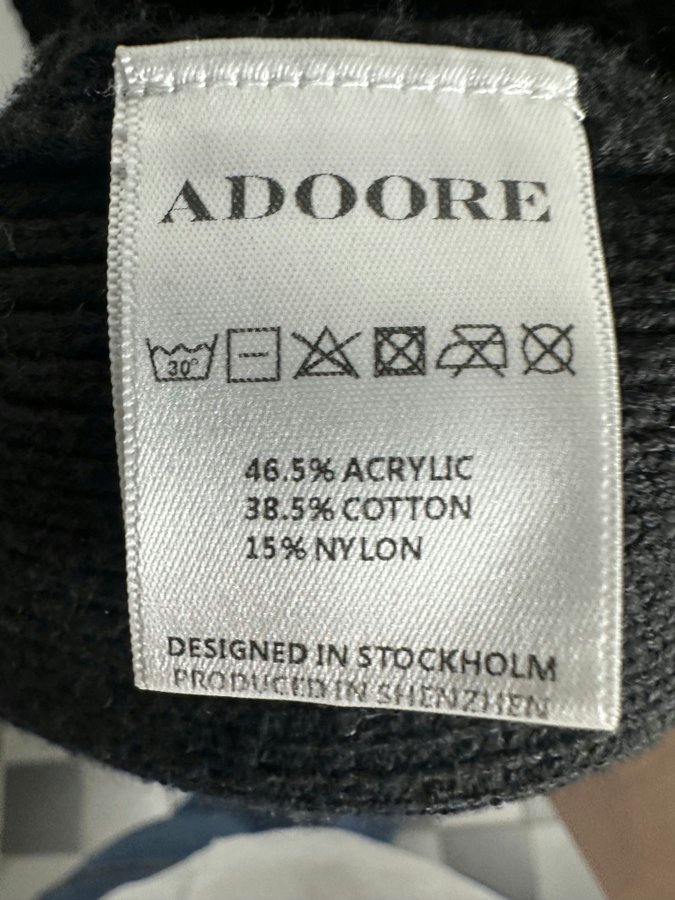 ADOORE
30°
46.5% ACRYLIC
38.5% COTTON
15% NYLON
DESIGNED IN STOCKHOLM
PRODUCED IN SHENZHEN